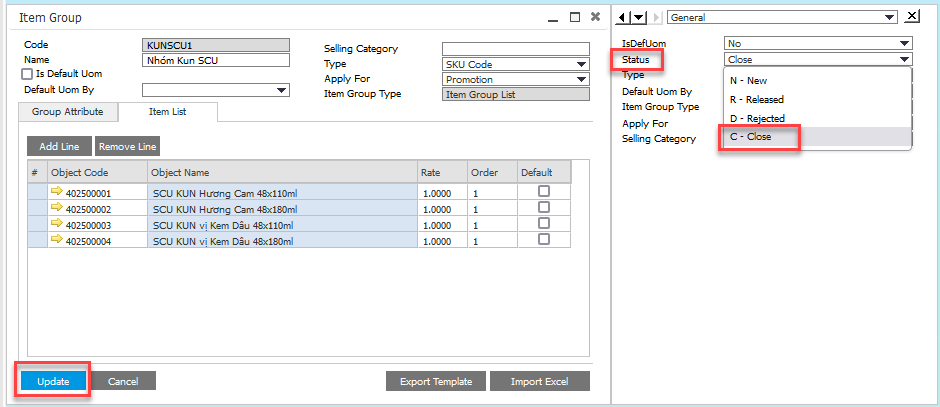 Item Group
Code KUNSCU1
Name Nhóm Kun SCU
Is Default Uom
Default Uom By
Selling Category
Type SKU Code
Apply For Promotion
Item Group Type Item Group List
Group Attribute Item List
Add Line Remove Line
# Object Code Object Name Rate Order Default
402500001 SCU KUN Hương Cam 48x110ml 1.0000 1
402500002 SCU KUN Hương Cam 48x180ml 1.0000 1
402500003 SCU KUN vị Kem Dâu 48x110ml 1.0000 1
402500004 SCU KUN vị Kem Dâu 48x180ml 1.0000 1
Update Cancel Export Template Import Excel
General
IsDefUom No
Status Close
Type
Default Uom By
Item Group Type
Apply For
Selling Category
N - New
R - Released
D - Rejected
C - Close